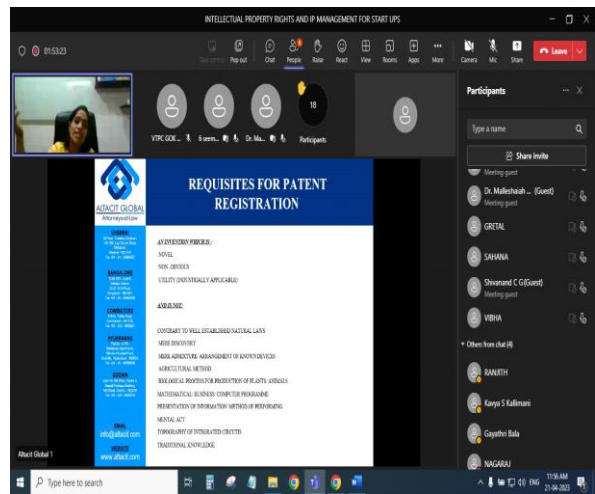 INTELLECTUAL PROPERTY RIGHTS AND IP MANAGEMENT FOR START UPS
01:53:23
Take control
Pop out
Chat
People
Raise
React
View
Rooms
Apps
More
Camera
Mic
Share
Leave
VTPC GOK...
6 seem...
Dr. Ma...
18
Participants
Participants
Type a name
Share invite
Meeting guest
Dr. Malleshaiah ... (Guest)
Meeting guest
GRETAL
SAHANA
Shivanand C G(Guest)
Meeting guest
VIBHA
Others from chat (4)
RANJITH
Kavya S Kallimani
Gayathri Bala
NAGARAJ
ALTACIT GLOBAL
Attorneys-at-Law
CHENNAI
BANGALORE
COIMBATORE
HYDERABAD
EMAIL
info@altacit.com
WEBSITE
www.altacit.com
REQUISITES FOR PATENT
REGISTRATION
AN INVENTION WHICH IS :
NOVEL
NON- OBVIOUS
UTILITY (INDUSTRIALLY APPLICABLE)
AND IS NOT:
CONTRARY TO WELL ESTABLISHED NATURAL LAWS
MERE DISCOVERY
MERE ADMIXTURE ARRANGEMENT OF KNOWN DEVICES
AGRICULTURAL METHOD
BIOLOGICAL PROCESS FOR PRODUCTION OF PLANTS/ ANIMALS
MATHEMATICAL/ BUSINESS/ COMPUTER PROGRAMME
PRESENTATION OF INFORMATION/ METHOD OF PERFORMING
MENTAL ACT
TOPOGRAPHY OF INTEGRATED CIRCUITS
TRADITIONAL KNOWLEDGE
Altacit Global 1
Type here to search
ENG
11:56 AM
21-04-2023